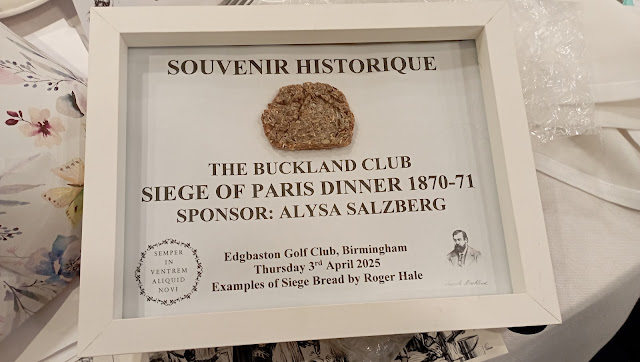 SOUVENIR HISTORIQUE
THE BUCKLAND CLUB
SIEGE OF PARIS DINNER 1870-71
SPONSOR: ALYSA SALZBERG
Edgbaston Golf Club, Birmingham
Thursday 3rd April 2025
Examples of Siege Bread by Roger Hale
SEMPER
IN
VENTREM
ALIQUID
NOVI